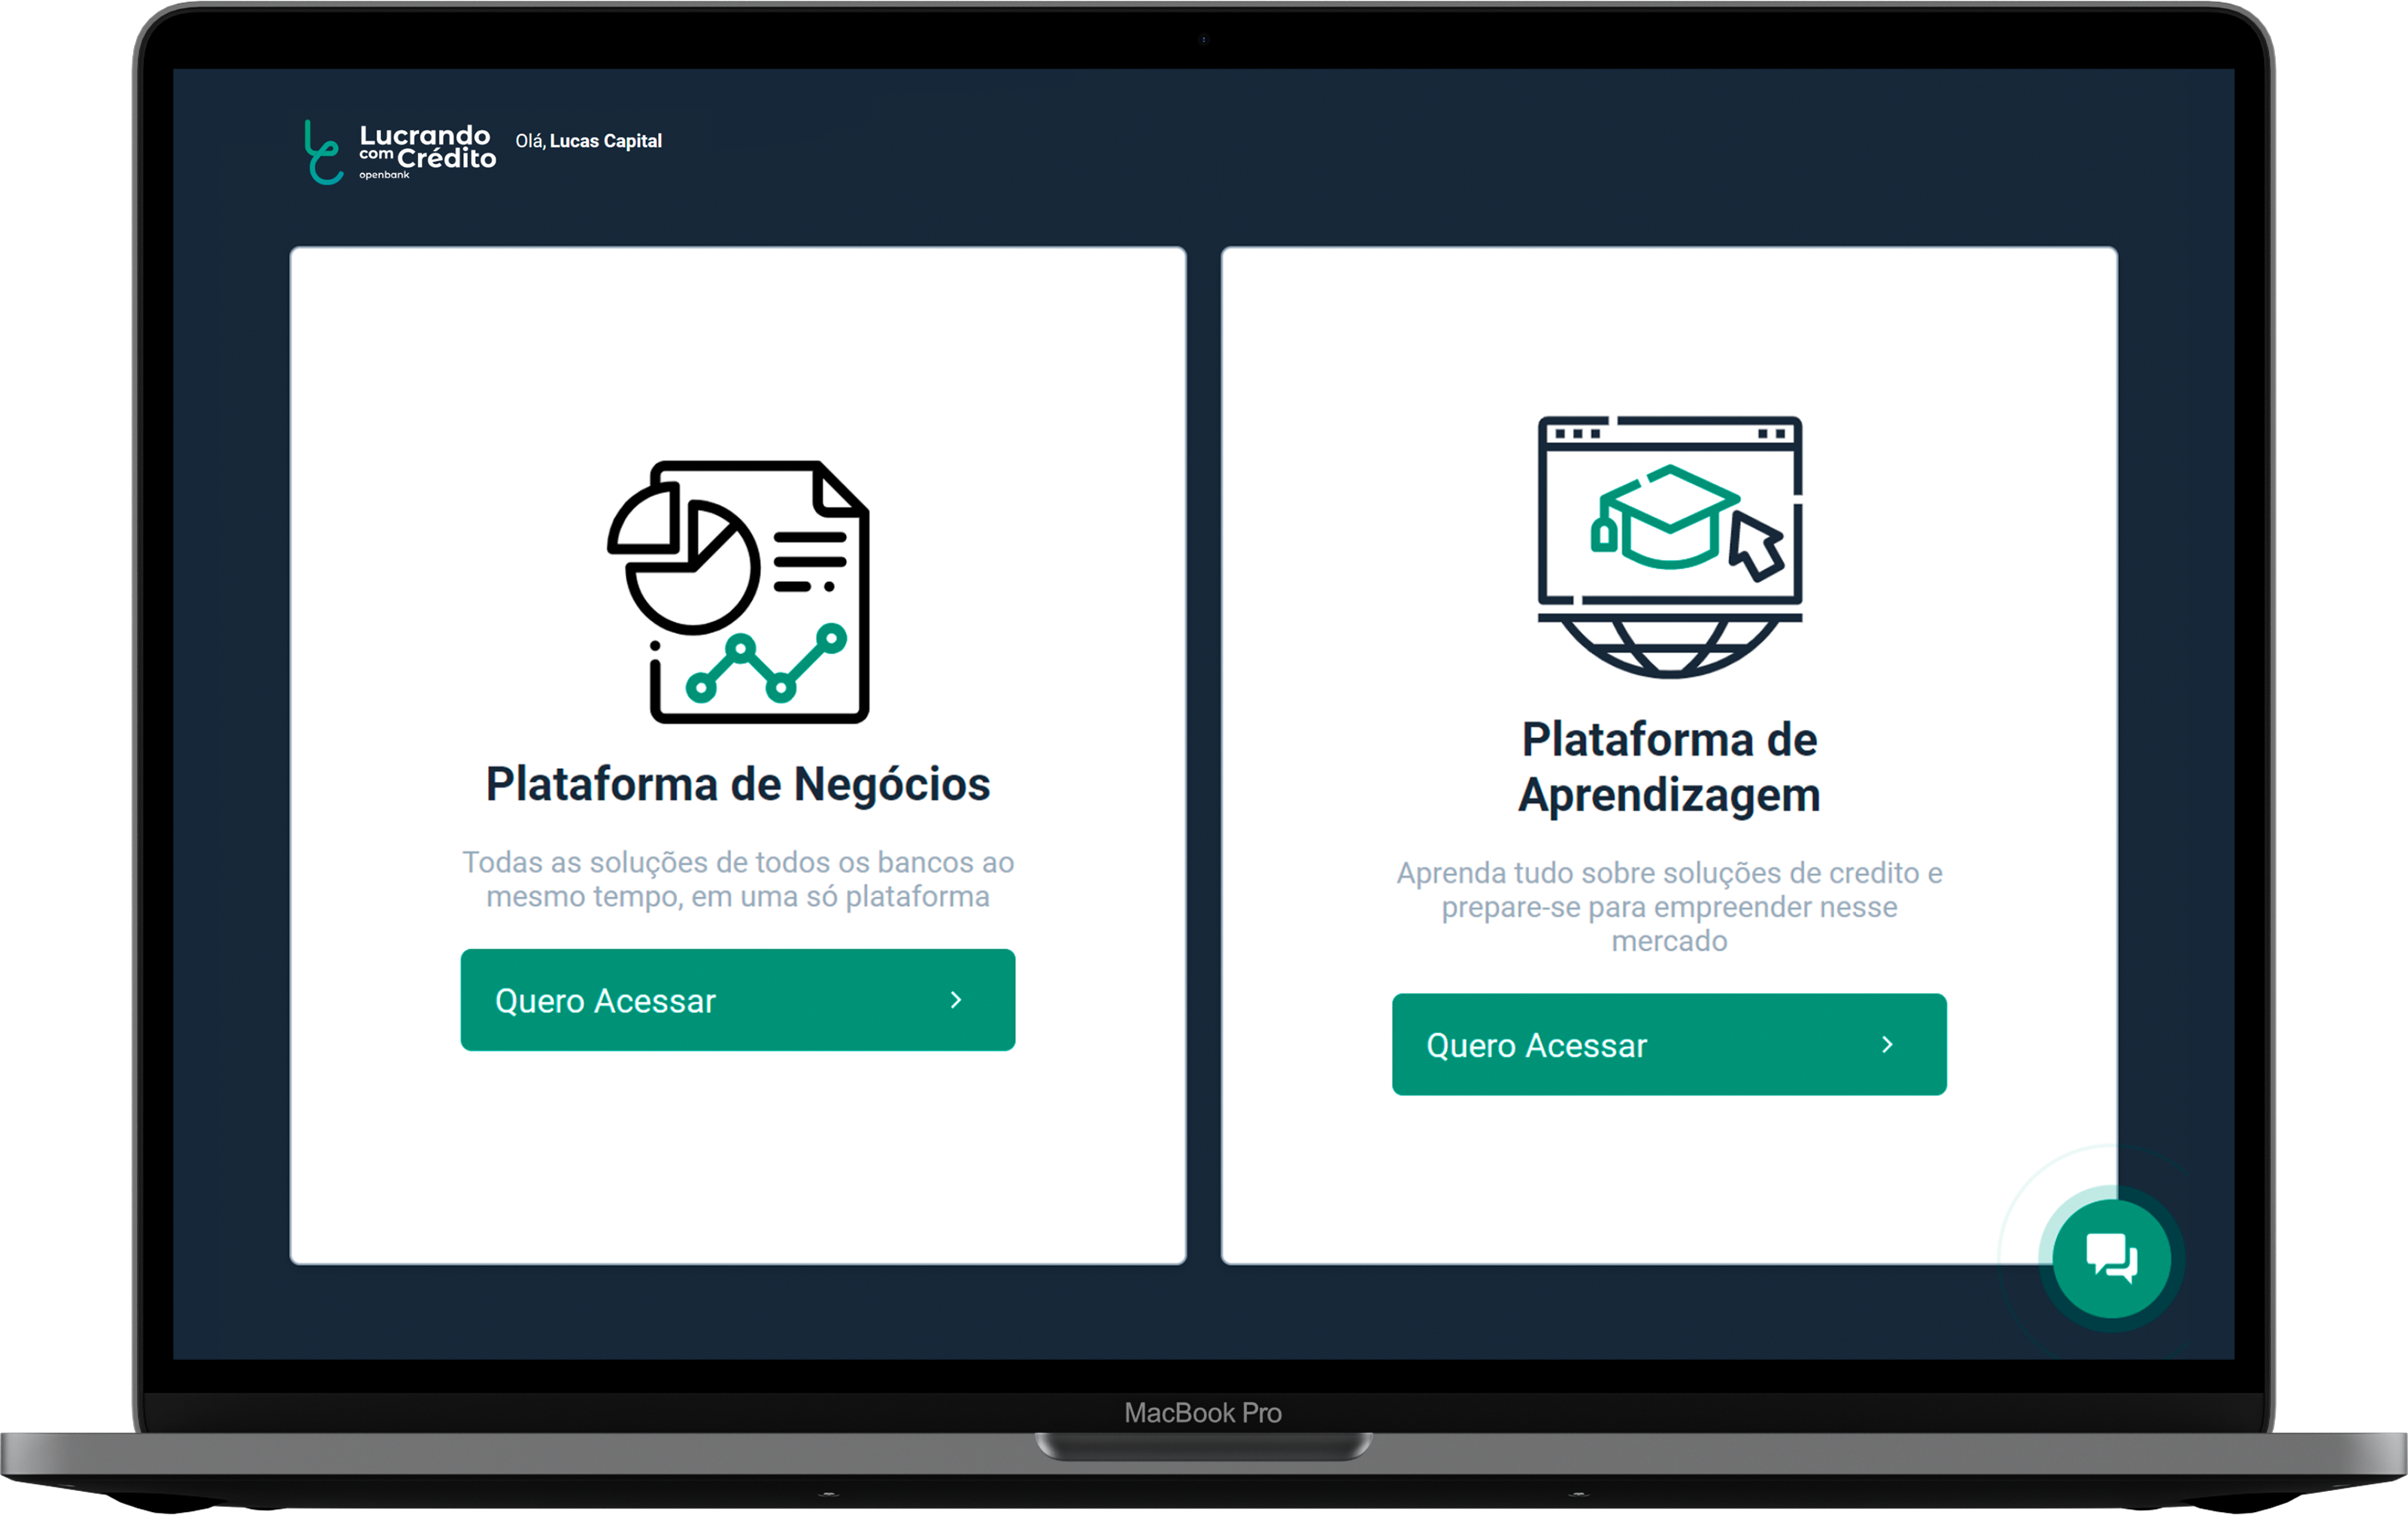 Lucrando
com Crédito
openbank
Olá, Lucas Capital
Plataforma de Negócios
Todas as soluções de todos os bancos ao
mesmo tempo, em uma só plataforma
Quero Acessar
Plataforma de
Aprendizagem
Aprenda tudo sobre soluções de credito e
prepare-se para empreender nesse
mercado
Quero Acessar
MacBook Pro